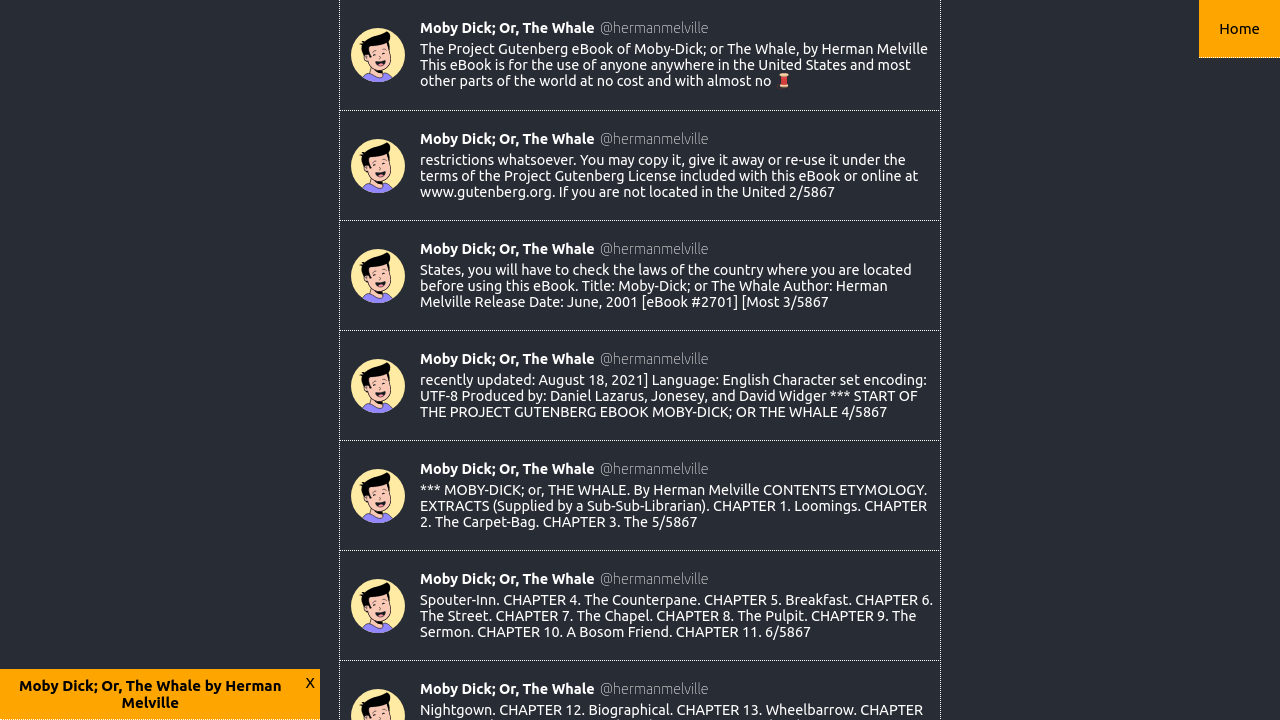 Home
Moby Dick; Or, The Whale @hermanmelville
The Project Gutenberg eBook of Moby-Dick; or The Whale, by Herman Melville
This eBook is for the use of anyone anywhere in the United States and most
other parts of the world at no cost and with almost no 🧵
Moby Dick; Or, The Whale @hermanmelville
restrictions whatsoever. You may copy it, give it away or re-use it under the
terms of the Project Gutenberg License included with this eBook or online at
www.gutenberg.org. If you are not located in the United 2/5867
Moby Dick; Or, The Whale @hermanmelville
States, you will have to check the laws of the country where you are located
before using this eBook. Title: Moby-Dick; or The Whale Author: Herman
Melville Release Date: June, 2001 [eBook #2701] [Most 3/5867
Moby Dick; Or, The Whale @hermanmelville
recently updated: August 18, 2021] Language: English Character set encoding:
UTF-8 Produced by: Daniel Lazarus, Jonesey, and David Widger *** START OF
THE PROJECT GUTENBERG EBOOK MOBY-DICK; OR THE WHALE 4/5867
Moby Dick; Or, The Whale @hermanmelville
*** MOBY-DICK; or, THE WHALE. By Herman Melville CONTENTS ETYMOLOGY.
EXTRACTS (Supplied by a Sub-Sub-Librarian). CHAPTER 1. Loomings. CHAPTER
2. The Carpet-Bag. CHAPTER 3. The 5/5867
Moby Dick; Or, The Whale @hermanmelville
Spouter-Inn. CHAPTER 4. The Counterpane. CHAPTER 5. Breakfast. CHAPTER 6.
The Street. CHAPTER 7. The Chapel. CHAPTER 8. The Pulpit. CHAPTER 9. The
Sermon. CHAPTER 10. A Bosom Friend. CHAPTER 11. 6/5867
Moby Dick; Or, The Whale @hermanmelville
Nightgown. CHAPTER 12. Biographical. CHAPTER 13. Wheelbarrow. CHAPTER
Moby Dick; Or, The Whale by Herman
Melville
X